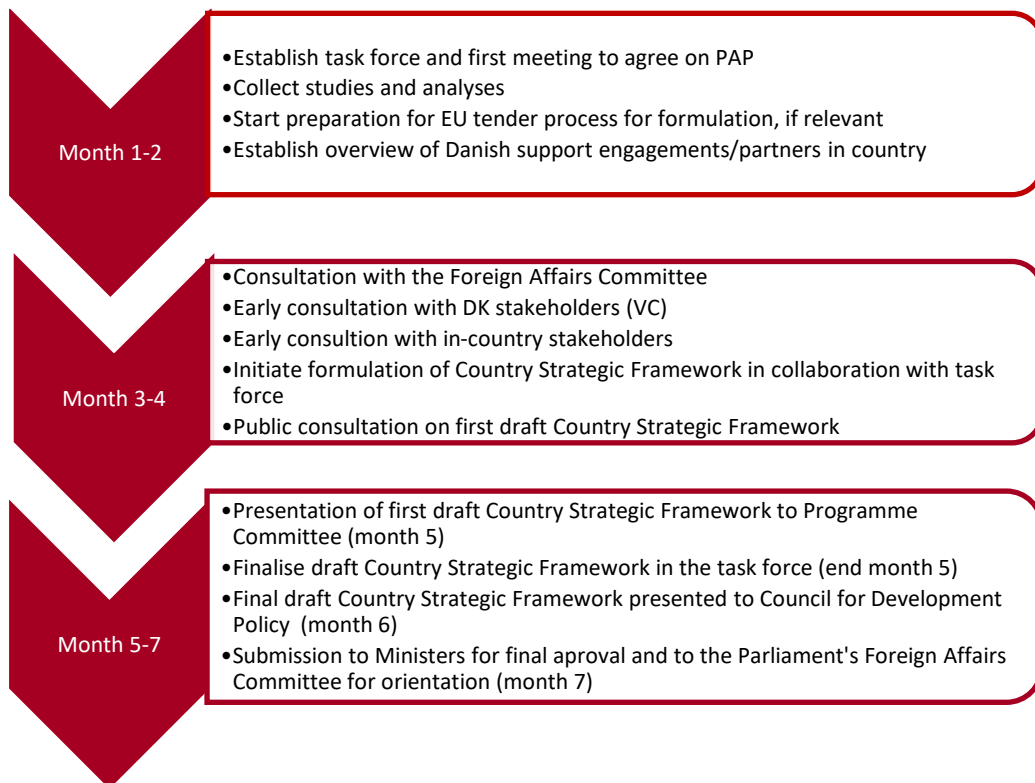 Month 1-2
•Establish task force and first meeting to agree on PAP
•Collect studies and analyses
•Start preparation for EU tender process for formulation, if relevant
•Establish overview of Danish support engagements/partners in country
Month 3-4
•Consultation with the Foreign Affairs Committee
•Early consultation with DK stakeholders (VC)
•Early consultion with in-country stakeholders
•Initiate formulation of Country Strategic Framework in collaboration with task
force
•Public consultation on first draft Country Strategic Framework
Month 5-7
•Presentation of first draft Country Strategic Framework to Programme
Committee (month 5)
•Finalise draft Country Strategic Framework in the task force (end month 5)
•Final draft Country Strategic Framework presented to Council for Development
Policy  (month 6)
•Submission to Ministers for final aproval and to the Parliament's Foreign Affairs
Committee for orientation (month 7)